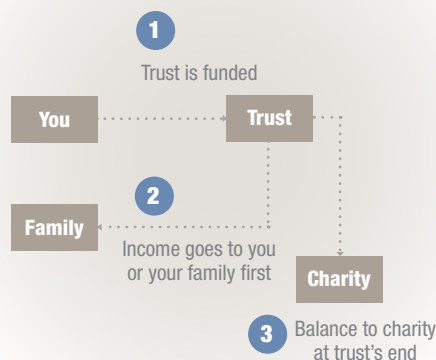 1
Trust is funded
You
Trust
2
Family
Income goes to you
or your family first
Charity
3
Balance to charity
at trust's end